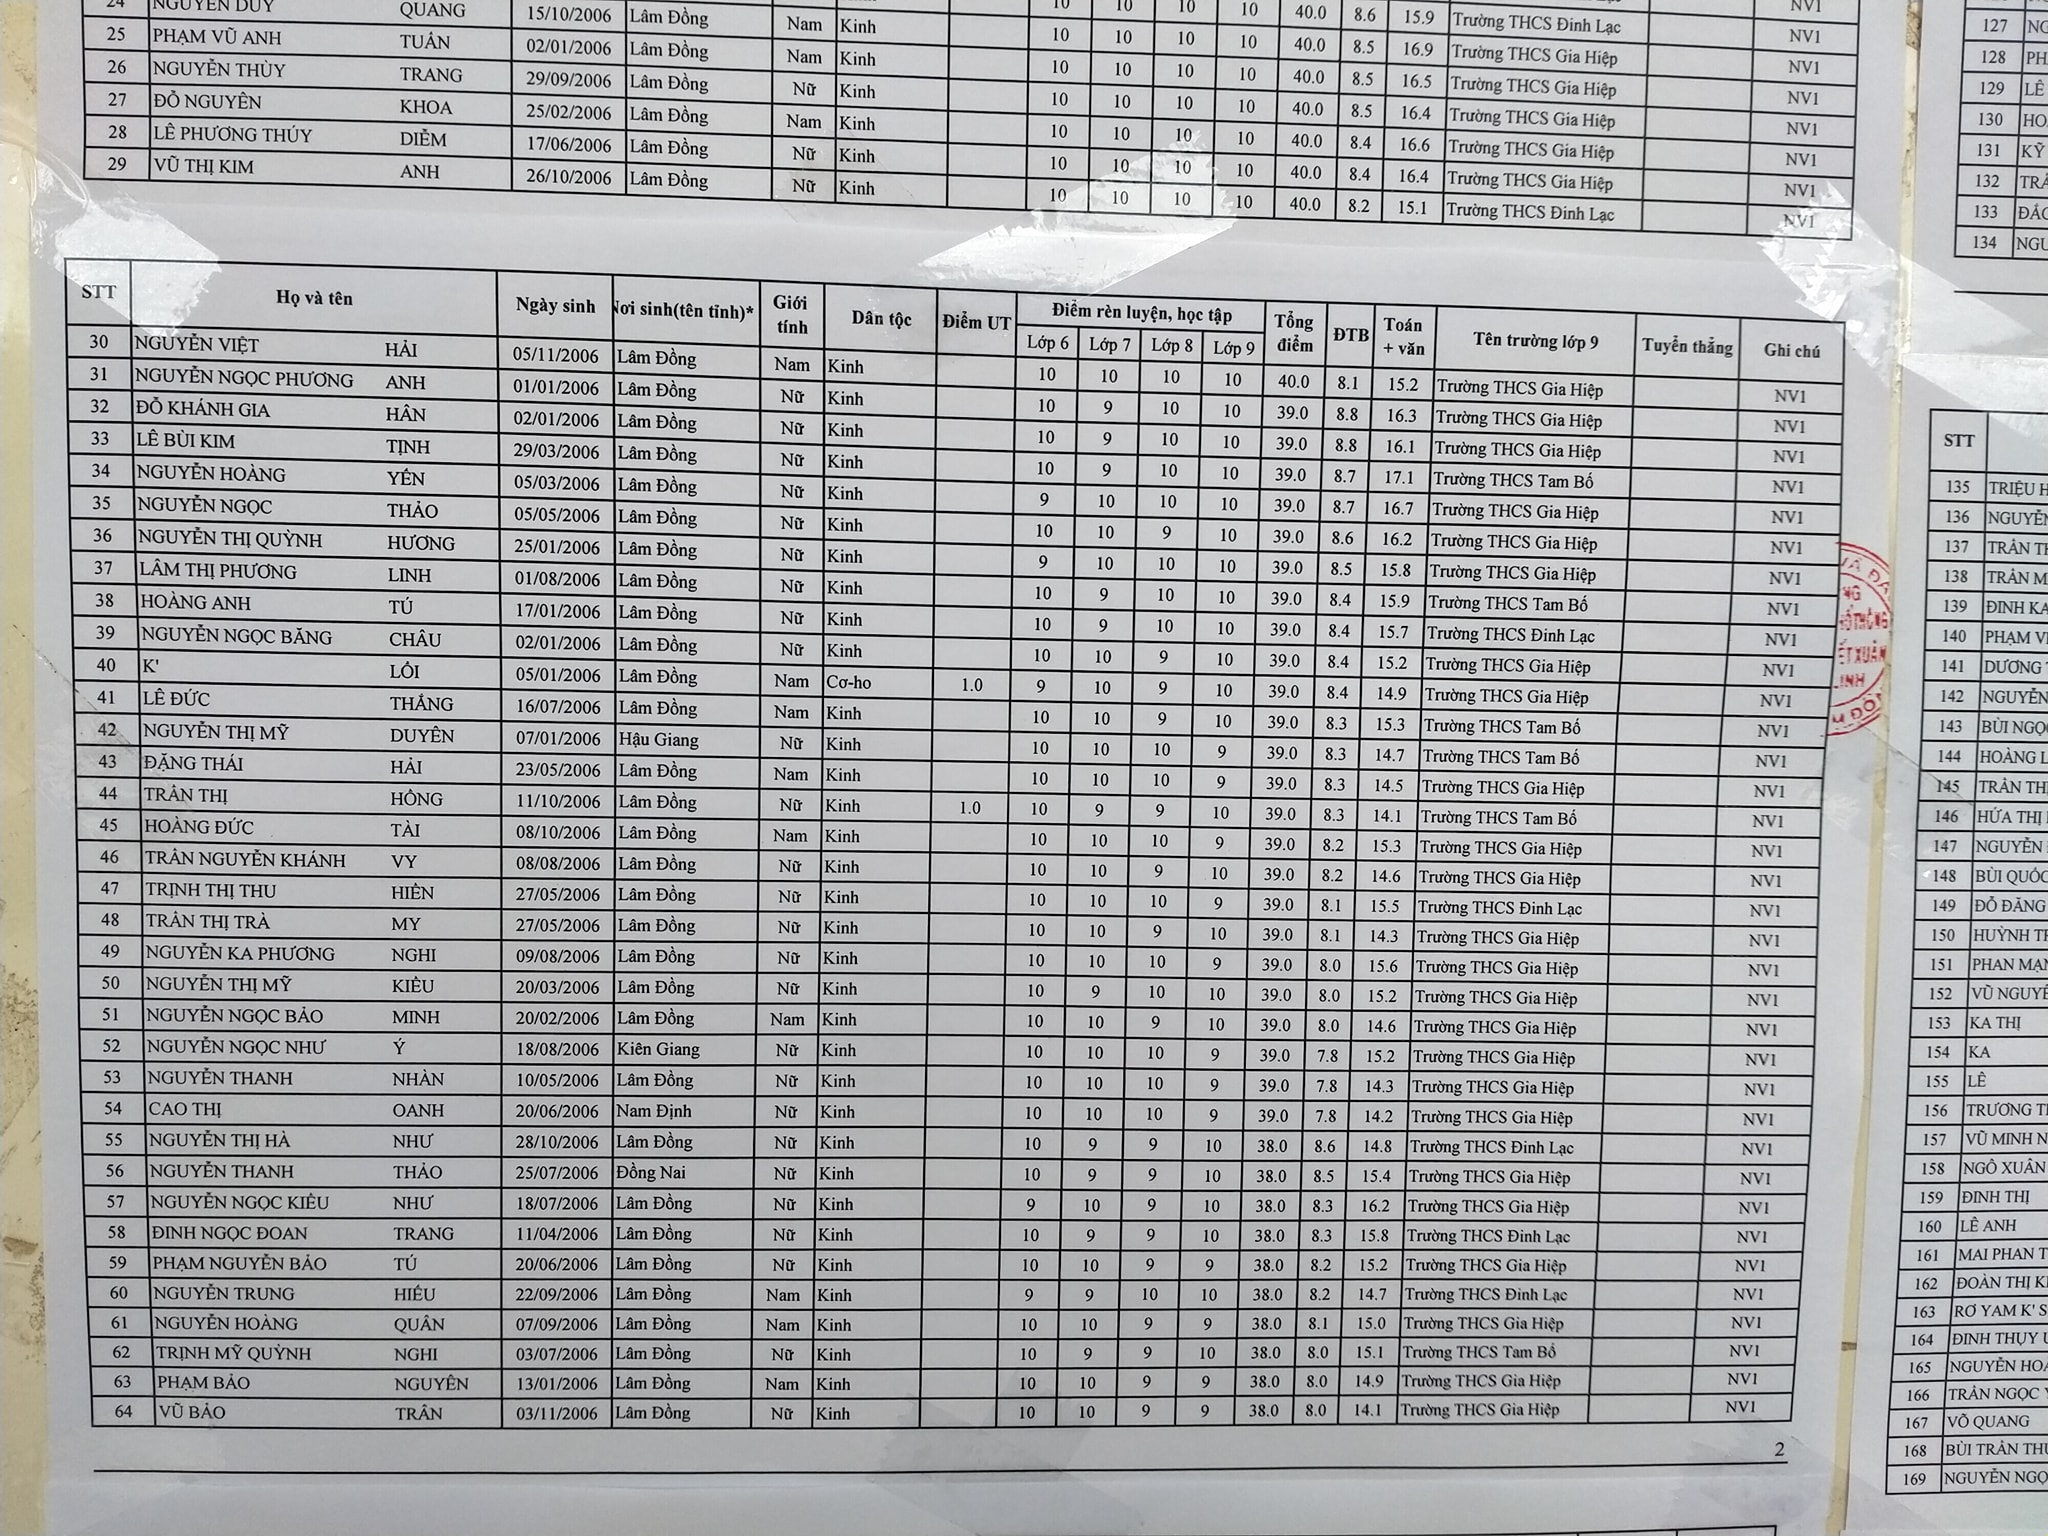 24 NGUYỄN DUY QUANG 15/10/2006 Lâm Đồng Nam Kinh 10 10 10 10 40.0 8.6 15.9 Trường THCS Đinh Lạc NV1
25 PHẠM VŨ ANH TUẤN 02/01/2006 Lâm Đồng Nam Kinh 10 10 10 10 40.0 8.5 16.9 Trường THCS Gia Hiệp NV1
26 NGUYỄN THÙY TRANG 29/09/2006 Lâm Đồng Nữ Kinh 10 10 10 10 40.0 8.5 16.5 Trường THCS Gia Hiệp NV1
27 ĐỖ NGUYÊN KHOA 25/02/2006 Lâm Đồng Nam Kinh 10 10 10 10 40.0 8.5 16.4 Trường THCS Gia Hiệp NV1
28 LÊ PHƯƠNG THÚY DIỄM 17/06/2006 Lâm Đồng Nữ Kinh 10 10 10 10 40.0 8.4 16.6 Trường THCS Gia Hiệp NV1
29 VŨ THỊ KIM ANH 26/10/2006 Lâm Đồng Nữ Kinh 10 10 10 10 40.0 8.4 16.4 Trường THCS Gia Hiệp NV1
10 10 10 10 40.0 8.2 15.1 Trường THCS Đinh Lạc NV1
STT Họ và tên Ngày sinh Nơi sinh(tên tỉnh)* Giới tính Dân tộc Điểm UT Điểm rèn luyện, học tập Tổng điểm ĐTB Toán + văn Tên trường lớp 9 Tuyển thẳng Ghi chú
Lớp 6 Lớp 7 Lớp 8 Lớp 9
30 NGUYỄN VIỆT HẢI 05/11/2006 Lâm Đồng Nam Kinh 10 10 10 10 40.0 8.1 15.2 Trường THCS Gia Hiệp NV1
31 NGUYỄN NGỌC PHƯƠNG ANH 01/01/2006 Lâm Đồng Nữ Kinh 10 9 10 10 39.0 8.8 16.3 Trường THCS Gia Hiệp NV1
32 ĐỖ KHÁNH GIA HÂN 02/01/2006 Lâm Đồng Nữ Kinh 10 9 10 10 39.0 8.8 16.1 Trường THCS Gia Hiệp NV1
33 LÊ BÙI KIM TỊNH 29/03/2006 Lâm Đồng Nữ Kinh 10 9 10 10 39.0 8.7 17.1 Trường THCS Tam Bố NV1
34 NGUYỄN HOÀNG YÊN 05/03/2006 Lâm Đồng Nữ Kinh 9 10 10 10 39.0 8.7 16.7 Trường THCS Gia Hiệp NV1
35 NGUYỄN NGỌC THẢO 05/05/2006 Lâm Đồng Nữ Kinh 10 10 9 10 39.0 8.6 16.2 Trường THCS Gia Hiệp NV1
36 NGUYỄN THỊ QUỲNH HƯƠNG 25/01/2006 Lâm Đồng Nữ Kinh 9 10 10 10 39.0 8.5 15.8 Trường THCS Gia Hiệp NV1
37 LÂM THỊ PHƯƠNG LINH 01/08/2006 Lâm Đồng Nữ Kinh 10 9 10 10 39.0 8.4 15.9 Trường THCS Tam Bố NV1
38 HOÀNG ANH TÚ 17/01/2006 Lâm Đồng Nữ Kinh 10 9 10 10 39.0 8.4 15.7 Trường THCS Đinh Lạc NV1
39 NGUYỄN NGỌC BĂNG CHÂU 02/01/2006 Lâm Đồng Nữ Kinh 10 10 9 10 39.0 8.4 15.2 Trường THCS Gia Hiệp NV1
40 K' LỐI 05/01/2006 Lâm Đồng Nam Cơ-ho 1.0 9 10 9 10 39.0 8.4 14.9 Trường THCS Gia Hiệp NV1
41 LÊ ĐỨC THẮNG 16/07/2006 Lâm Đồng Nam Kinh 10 10 9 10 39.0 8.3 15.3 Trường THCS Tam Bố NV1
42 NGUYỄN THỊ MỸ DUYÊN 07/01/2006 Hậu Giang Nữ Kinh 10 10 10 9 39.0 8.3 14.7 Trường THCS Tam Bố NV1
43 ĐẶNG THÁI HẢI 23/05/2006 Lâm Đồng Nam Kinh 10 10 10 9 39.0 8.3 14.5 Trường THCS Gia Hiệp NV1
44 TRẦN THỊ HỒNG 11/10/2006 Lâm Đồng Nữ Kinh 1.0 10 9 9 10 39.0 8.3 14.1 Trường THCS Tam Bố NV1
45 HOÀNG ĐỨC TÀI 08/10/2006 Lâm Đồng Nam Kinh 10 10 10 9 39.0 8.2 15.3 Trường THCS Gia Hiệp NV1
46 TRẦN NGUYỄN KHÁNH VY 08/08/2006 Lâm Đồng Nữ Kinh 10 10 9 10 39.0 8.2 14.6 Trường THCS Gia Hiệp NV1
47 TRỊNH THỊ THU HIỀN 27/05/2006 Lâm Đồng Nữ Kinh 10 10 10 9 39.0 8.1 15.5 Trường THCS Đinh Lạc NV1
48 TRẦN THỊ TRÀ MY 27/05/2006 Lâm Đồng Nữ Kinh 10 10 9 10 39.0 8.1 14.3 Trường THCS Gia Hiệp NV1
49 NGUYỄN KA PHƯƠNG NGHI 09/08/2006 Lâm Đồng Nữ Kinh 10 10 10 9 39.0 8.0 15.6 Trường THCS Gia Hiệp NV1
50 NGUYỄN THỊ MỸ KIỀU 20/03/2006 Lâm Đồng Nữ Kinh 10 9 10 10 39.0 8.0 15.2 Trường THCS Gia Hiệp NV1
51 NGUYỄN NGỌC BẢO MINH 20/02/2006 Lâm Đồng Nam Kinh 10 10 9 10 39.0 8.0 14.6 Trường THCS Gia Hiệp NV1
52 NGUYỄN NGỌC NHƯ Ý 18/08/2006 Kiên Giang Nữ Kinh 10 10 10 9 39.0 7.8 15.2 Trường THCS Gia Hiệp NV1
53 NGUYỄN THANH NHÀN 10/05/2006 Lâm Đồng Nữ Kinh 10 10 10 9 39.0 7.8 14.3 Trường THCS Gia Hiệp NV1
54 CAO THỊ OANH 20/06/2006 Nam Định Nữ Kinh 10 10 10 9 39.0 7.8 14.2 Trường THCS Gia Hiệp NV1
55 NGUYỄN THỊ HÀ NHƯ 28/10/2006 Lâm Đồng Nữ Kinh 10 9 9 10 38.0 8.6 14.8 Trường THCS Đinh Lạc NV1
56 NGUYỄN THANH THẢO 25/07/2006 Đồng Nai Nữ Kinh 10 9 9 10 38.0 8.5 15.4 Trường THCS Gia Hiệp NV1
57 NGUYỄN NGỌC KIỀU NHƯ 18/07/2006 Lâm Đồng Nữ Kinh 9 10 9 10 38.0 8.3 16.2 Trường THCS Gia Hiệp NV1
58 ĐINH NGỌC ĐOAN TRANG 11/04/2006 Lâm Đồng Nữ Kinh 10 9 9 10 38.0 8.3 15.8 Trường THCS Đinh Lạc NV1
59 PHẠM NGUYỄN BẢO TÚ 20/06/2006 Lâm Đồng Nữ Kinh 10 10 9 9 38.0 8.2 15.2 Trường THCS Gia Hiệp NV1
60 NGUYỄN TRUNG HIẾU 22/09/2006 Lâm Đồng Nam Kinh 9 9 10 10 38.0 8.2 14.7 Trường THCS Đinh Lạc NV1
61 NGUYỄN HOÀNG QUÂN 07/09/2006 Lâm Đồng Nam Kinh 10 10 9 9 38.0 8.1 15.0 Trường THCS Gia Hiệp NV1
62 TRỊNH MỸ QUỲNH NGHI 03/07/2006 Lâm Đồng Nữ Kinh 10 9 9 10 38.0 8.0 15.1 Trường THCS Tam Bố NV1
63 PHẠM BẢO NGUYÊN 13/01/2006 Lâm Đồng Nam Kinh 10 10 9 9 38.0 8.0 14.9 Trường THCS Gia Hiệp NV1
64 VŨ BẢO TRÂN 03/11/2006 Lâm Đồng Nữ Kinh 10 10 9 9 38.0 8.0 14.1 Trường THCS Gia Hiệp NV1
2
127
128
129 LÊ
130
131 KỸ
132
133
134
STT
135 TRIỆU
136 NGUYỄN
137 TRẦN
138 TRẦN
139 ĐINH
140 PHẠM
141 DƯƠNG
142 NGUYỄN
143 BÙI NGỌC
144 HOÀNG
145 TRẦN THỊ
146 HỨA THỊ
147 NGUYỄN
148 BÙI QUỐC
149 ĐỖ ĐĂNG
150 HUỲNH
151 PHAN
152 VŨ
153 KA THỊ
154 KA
155 LÊ
156 TRƯƠNG
157 VŨ MINH
158 NGÔ XUÂN
159 ĐINH THỊ
160 LÊ ANH
161 MAI PHAN
162 ĐOÀN THỊ
163 RƠ YAM K'
164 ĐINH THỤY
165 NGUYỄN
166 TRẦN NGỌC
167 VÕ QUANG
168 BÙI TRẦN
169 NGUYỄN